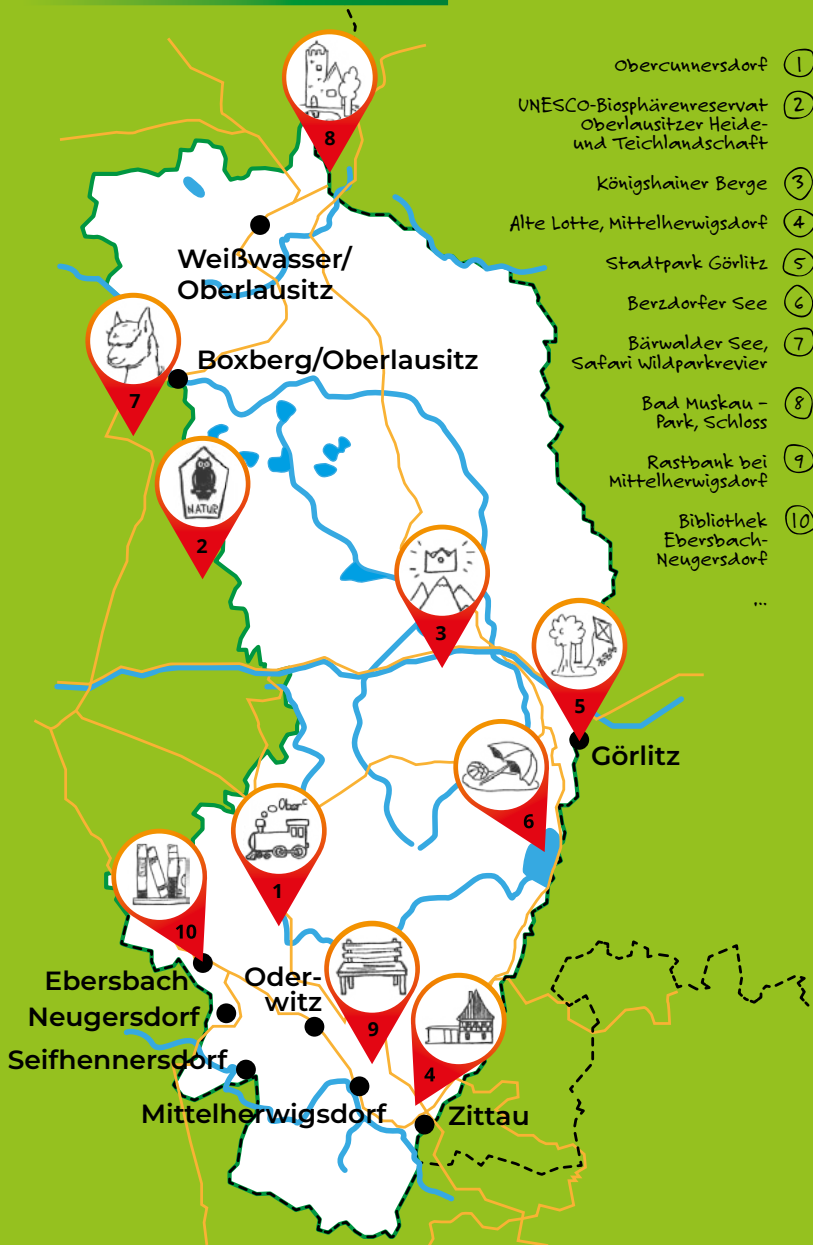 Obercunnersdorf 1
UNESCO-Biosphärenreservat 2
Oberlausitzer Heide-
und Teichlandschaft
Königshainer Berge 3
Alte Lotte, Mittelherwigsdorf 4
Stadtpark Görlitz 5
Berzdorfer See 6
Bärwalder See, 7
Safari Wildparkrevier
Bad Muskau – 8
Park, Schloss
Rastbank bei 9
Mittelherwigsdorf
Bibliothek 10
Ebersbach-
Neugersdorf
...
8
Weißwasser/
Oberlausitz
Boxberg/Oberlausitz
7
NATUR
2
3
5
Görlitz
6
Ober C
1
10
Ebersbach
Neugersdorf
Oder-
witz
9
Seifhennersdorf
4
Mittelherwigsdorf
Zittau